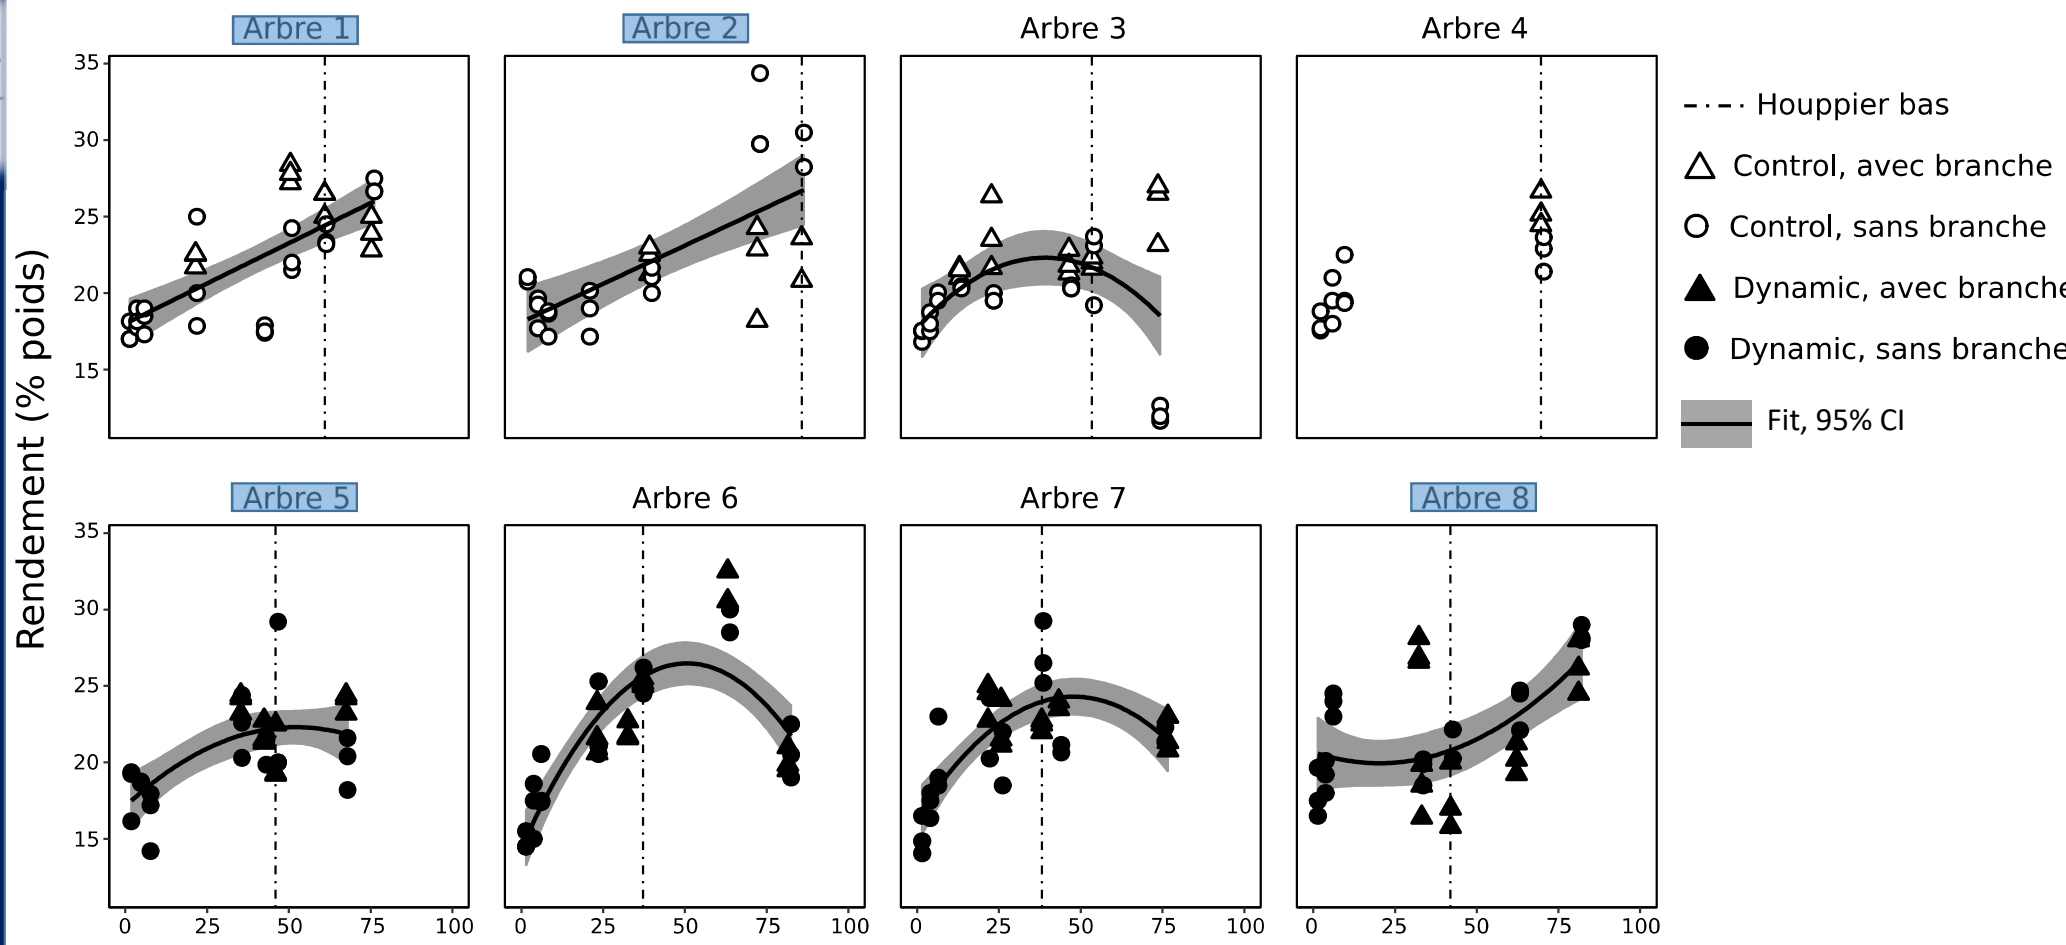 Arbre 1
Arbre 2
Arbre 3
Arbre 4
Rendement (% poids)
35
30
25
20
15
Houppier bas
Control, avec branche
Control, sans branche
Dynamic, avec branche
Dynamic, sans branche
Fit, 95% CI
Arbre 5
Arbre 6
Arbre 7
Arbre 8
35
30
25
20
15
0 25 50 75 100
0 25 50 75 100
0 25 50 75 100
0 25 50 75 100